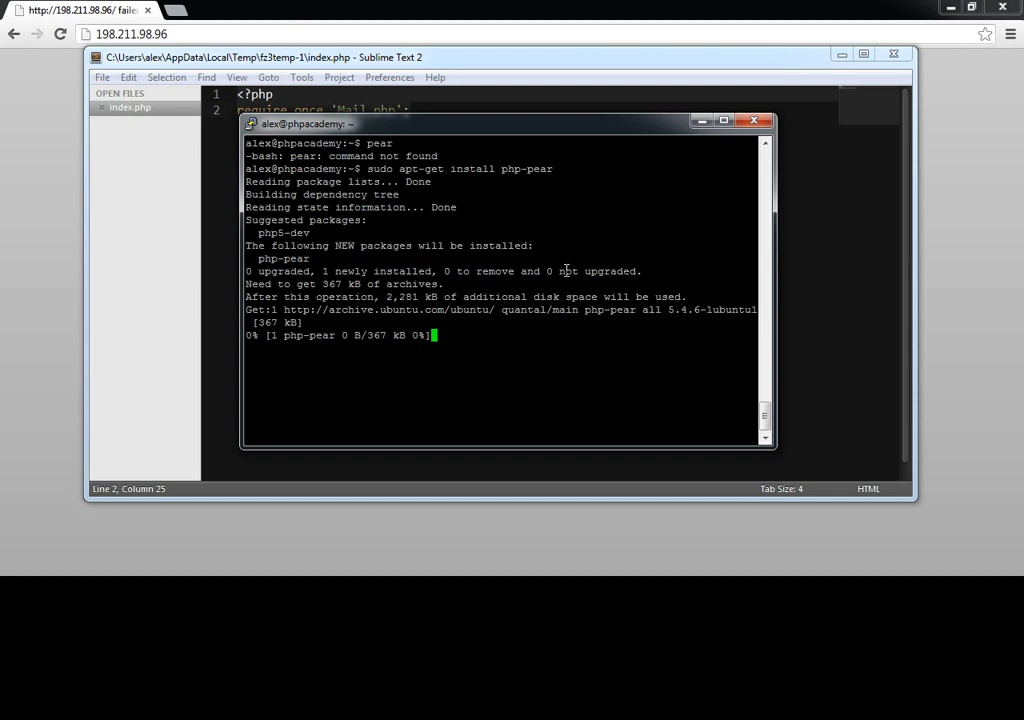 http://198.211.98.96/ faile
198.211.98.96
C:\Users\alex\AppData\Local\Temp\fz3temp-1\index.php - Sublime Text 2
File Edit Selection Find View Goto Tools Project Preferences Help
OPEN FILES
index.php
1 <?php
2 require_once 'Mail.php';
alex@phpacademy: ~
alex@phpacademy:~$ pear
-bash: pear: command not found
alex@phpacademy:~$ sudo apt-get install php-pear
Reading package lists... Done
Building dependency tree
Reading state information... Done
Suggested packages:
php5-dev
The following NEW packages will be installed:
php-pear
0 upgraded, 1 newly installed, 0 to remove and 0 not upgraded.
Need to get 367 kB of archives.
After this operation, 2,281 kB of additional disk space will be used.
Get:1 http://archive.ubuntu.com/ubuntu/ quantal/main php-pear all 5.4.6-1ubuntu1
[367 kB]
0% [1 php-pear 0 B/367 kB 0%]
Line 2, Column 25
Tab Size: 4
HTML